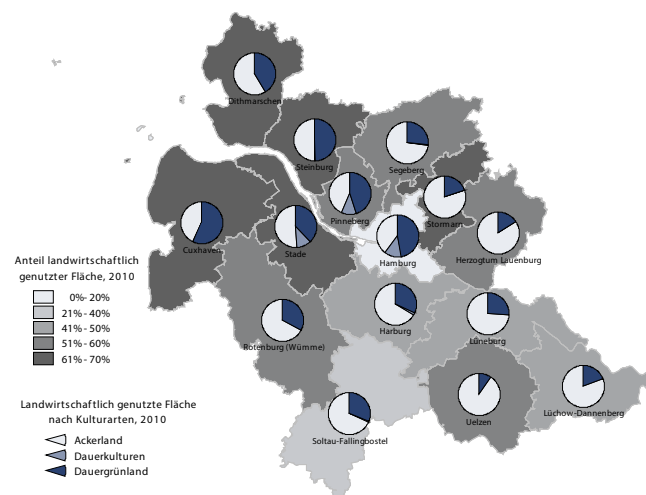 Dithmarschen
Steinburg
Segeberg
Pinneberg
Stormarn
Cuxhaven
Stade
Hamburg
Herzogtum Lauenburg
Anteil landwirtschaftlich
genutzter Fläche, 2010
0%- 20%
21%- 40%
41%- 50%
51%- 60%
61%- 70%
Harburg
Lüneburg
Rotenburg (Wümme)
Landwirtschaftlich genutzte Fläche
nach Kulturarten, 2010
Ackerland
Dauerkulturen
Dauergrünland
Soltau-Fallingbostel
Uelzen
Lüchow-Dannenberg